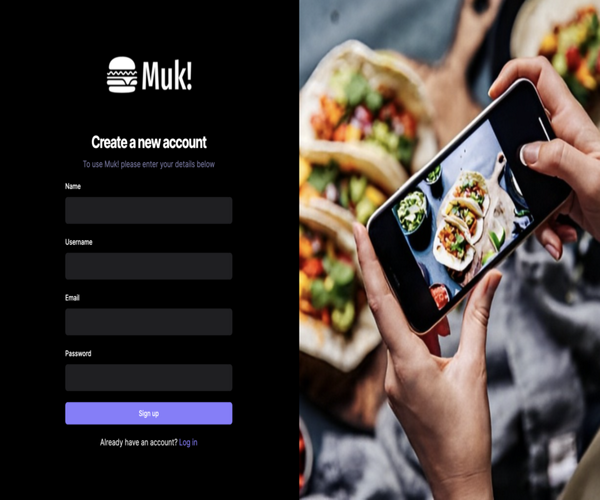 Muk!
Create a new account
To use Muk! please enter your details below
Name
Username
Email
Password
Sign up
Already have an account? Log in